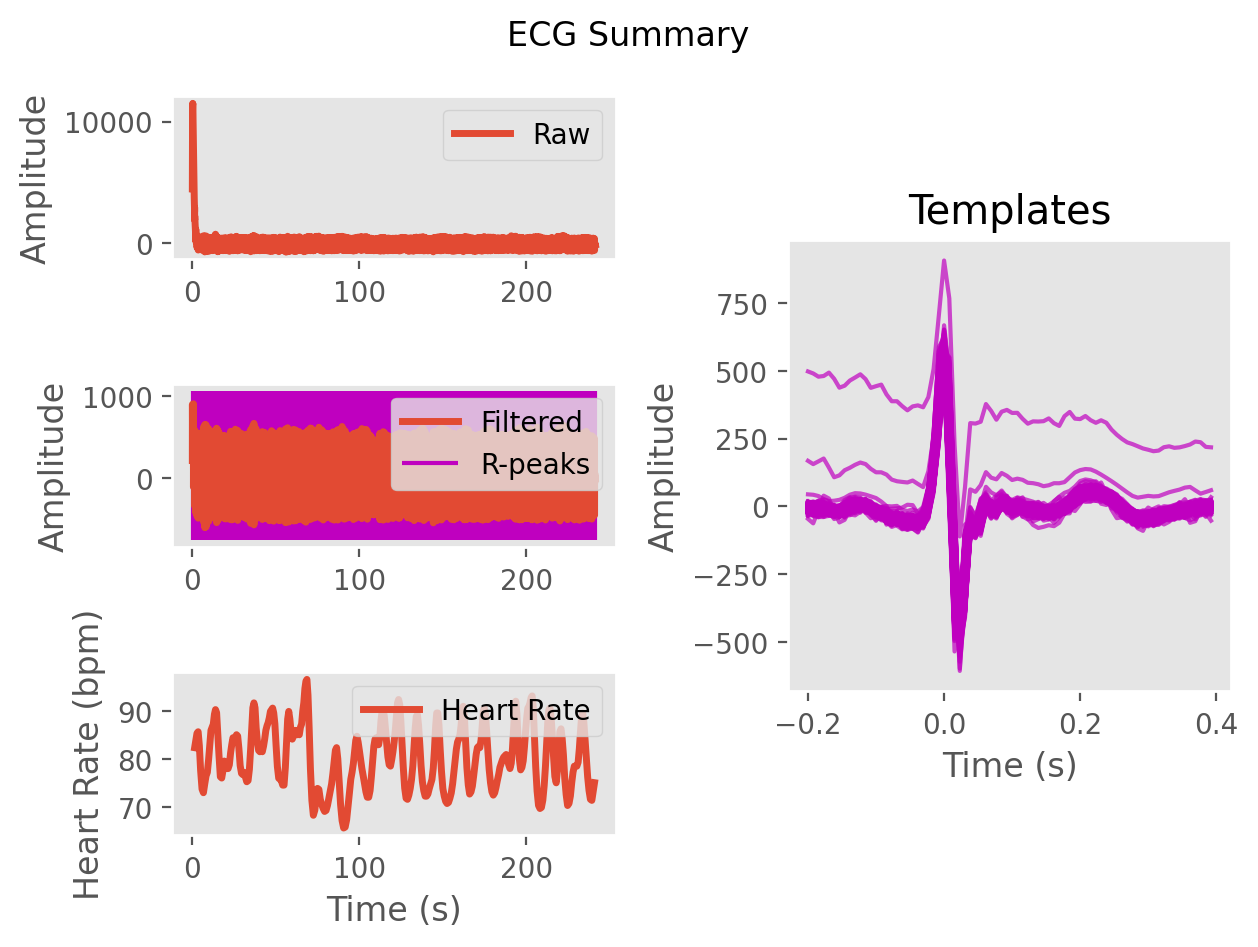 ECG Summary
Amplitude
10000
0
Raw
0 100 200
Amplitude
1000
0
Filtered
R-peaks
0 100 200
Heart Rate (bpm)
90
80
70
Heart Rate
0 100 200
Time (s)
Templates
Amplitude
750
500
250
0
−250
−500
−0.2 0.0 0.2 0.4
Time (s)